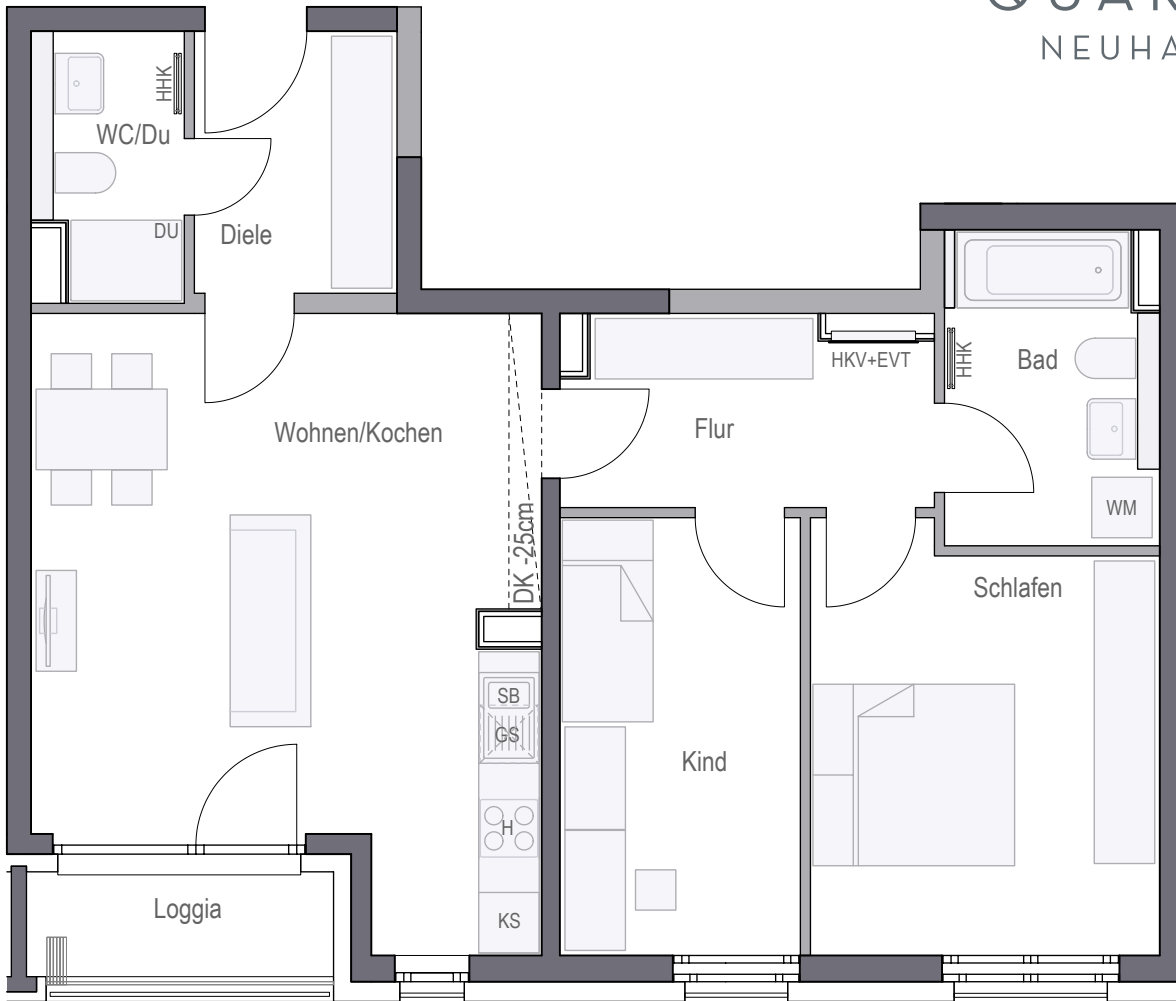 NEUHA
HHK
WC/Du
DU
Diele
HKV+EVT
HHK
Bad
Wohnen/Kochen
Flur
WM
DK -25cm
Schlafen
SB
GS
Kind
H
KS
Loggia